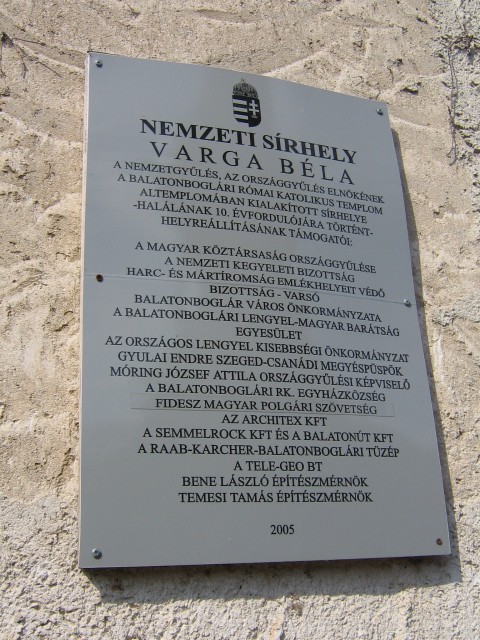 NEMZETI SÍRHELY
VARGA BÉLA
A NEMZETGYŰLÉS, AZ ORSZÁGGYŰLÉS ELNÖKÉNEK
A BALATONBOGLÁRI RÓMAI KATOLIKUS TEMPLOM
ALTEMPLOMÁBAN KIALAKÍTOTT SÍRHELYE
-HALÁLÁNAK 10. ÉVFORDULÓJÁRA TÖRTÉNT-
HELYREÁLLÍTÁSÁNAK TÁMOGATÓI:
A MAGYAR KÖZTÁRSASÁG ORSZÁGGYŰLÉSE
A NEMZETI KEGYELETI BIZOTTSÁG
HARC- ÉS MÁRTÍROMSÁG EMLÉKHELYEIT VÉDŐ
BIZOTTSÁG - VARSÓ
BALATONBOGLÁR VÁROS ÖNKORMÁNYZATA
A BALATONBOGLÁRI LENGYEL-MAGYAR BARÁTSÁG
EGYESÜLET
AZ ORSZÁGOS LENGYEL KISEBBSÉGI ÖNKORMÁNYZAT
GYULAI ENDRE SZEGED-CSANÁDI MEGYÉSPÜSPÖK
MÓRING JÓZSEF ATTILA ORSZÁGGYŰLÉSI KÉPVISELŐ
A BALATONBOGLÁRI RK. EGYHÁZKÖZSÉG
FIDESZ MAGYAR POLGÁRI SZÖVETSÉG
AZ ARCHITEX KFT
A SEMMELROCK KFT ÉS A BALATONÚT KFT
A RAAB-KARCHER-BALATONBOGLÁRI TÜZÉP
A TELE-GEO BT
BENE LÁSZLÓ ÉPÍTÉSZMÉRNÖK
TEMESI TAMÁS ÉPÍTÉSZMÉRNÖK
2005